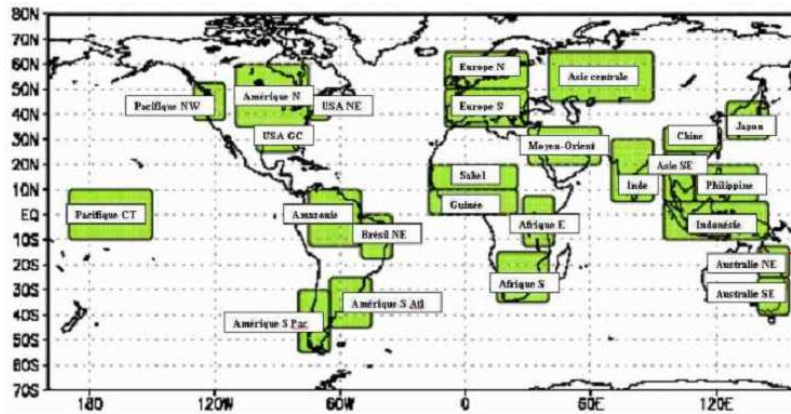 80N
70N
60N
50N
40N
30N
20N
10N
EQ
10S
20S
30S
40S
50S
60S
70S
180
120W
60W
0
60E
120E
Europe N
Asie centrale
Amérique N
Pacifique NW
USA NE
Europe S
Japon
USA GC
Chine
Moyen-Orient
Asie SE
Sahel
Inde
Philippine
Guinée
Pacifique CT
Amazonie
Brésil NE
Afrique E
Indonésie
Australie NE
Afrique S
Australie SE
Amérique S Atl
Amérique S Pac